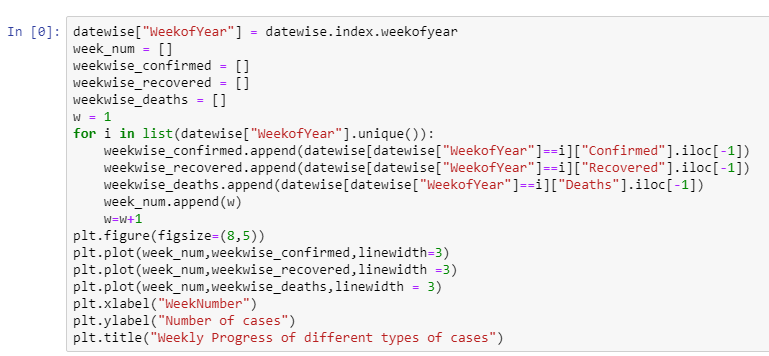 In [0]: datewise["WeekofYear"] = datewise.index.weekofyear
week_num = []
weekwise_confirmed = []
weekwise_recovered = []
weekwise_deaths = []
w = 1
for i in list(datewise["WeekofYear"].unique()):
    weekwise_confirmed.append(datewise[datewise["WeekofYear"]==i]["Confirmed"].iloc[-1])
    weekwise_recovered.append(datewise[datewise["WeekofYear"]==i]["Recovered"].iloc[-1])
    weekwise_deaths.append(datewise[datewise["WeekofYear"]==i]["Deaths"].iloc[-1])
    week_num.append(w)
    w=w+1
plt.figure(figsize=(8,5))
plt.plot(week_num,weekwise_confirmed,linewidth=3)
plt.plot(week_num,weekwise_recovered,linewidth =3)
plt.plot(week_num,weekwise_deaths,linewidth = 3)
plt.xlabel("WeekNumber")
plt.ylabel("Number of cases")
plt.title("Weekly Progress of different types of cases")